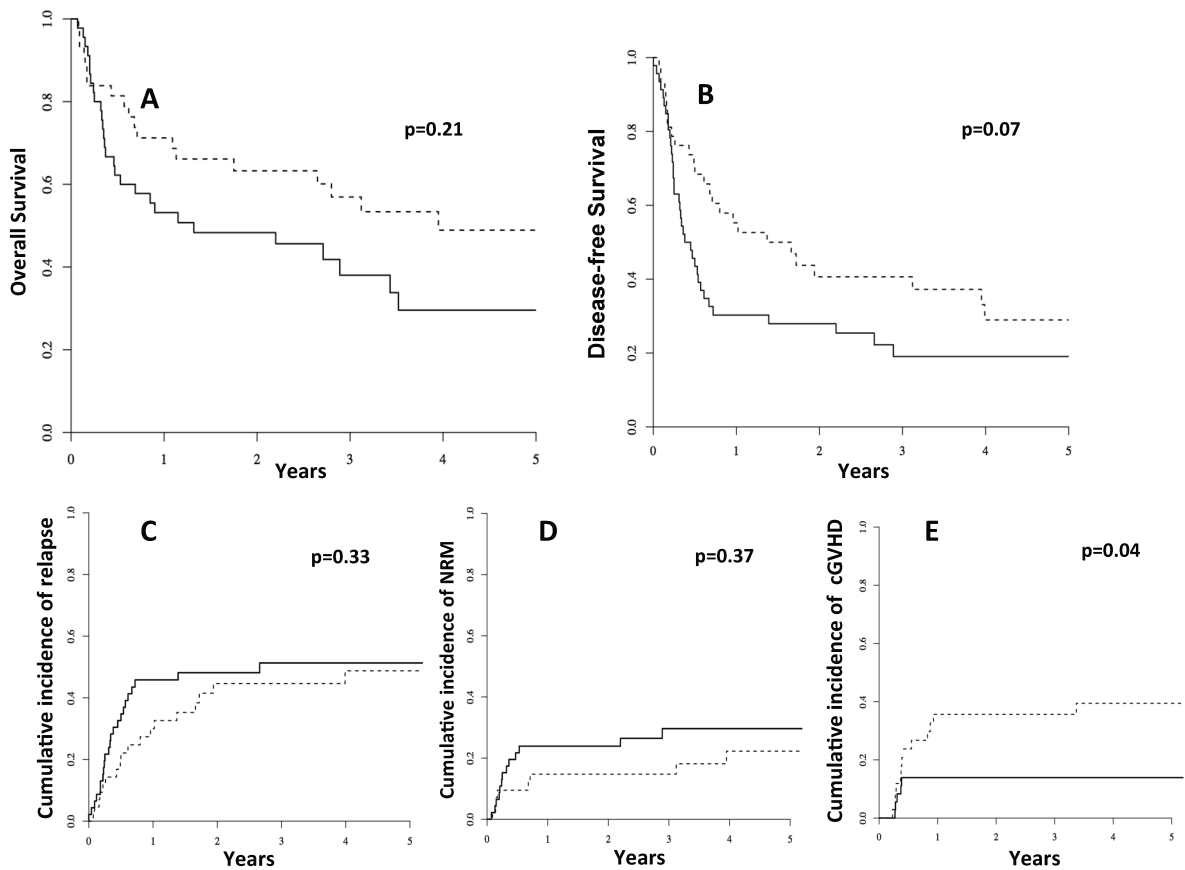 A
p=0.21
Overall Survival
1.0
0.8
0.6
0.4
0.2
0.0
0 1 2 3 4 5
Years
B
p=0.07
Disease-free Survival
1.0
0.8
0.6
0.4
0.2
0.0
0 1 2 3 4 5
Years
C
p=0.33
Cumulative incidence of relapse
1.0
0.8
0.6
0.4
0.2
0.0
0 1 2 3 4 5
Years
D
p=0.37
Cumulative incidence of NRM
1.0
0.8
0.6
0.4
0.2
0.0
0 1 2 3 4 5
Years
E
p=0.04
Cumulative incidence of cGVHD
1.0
0.8
0.6
0.4
0.2
0.0
0 1 2 3 4 5
Years